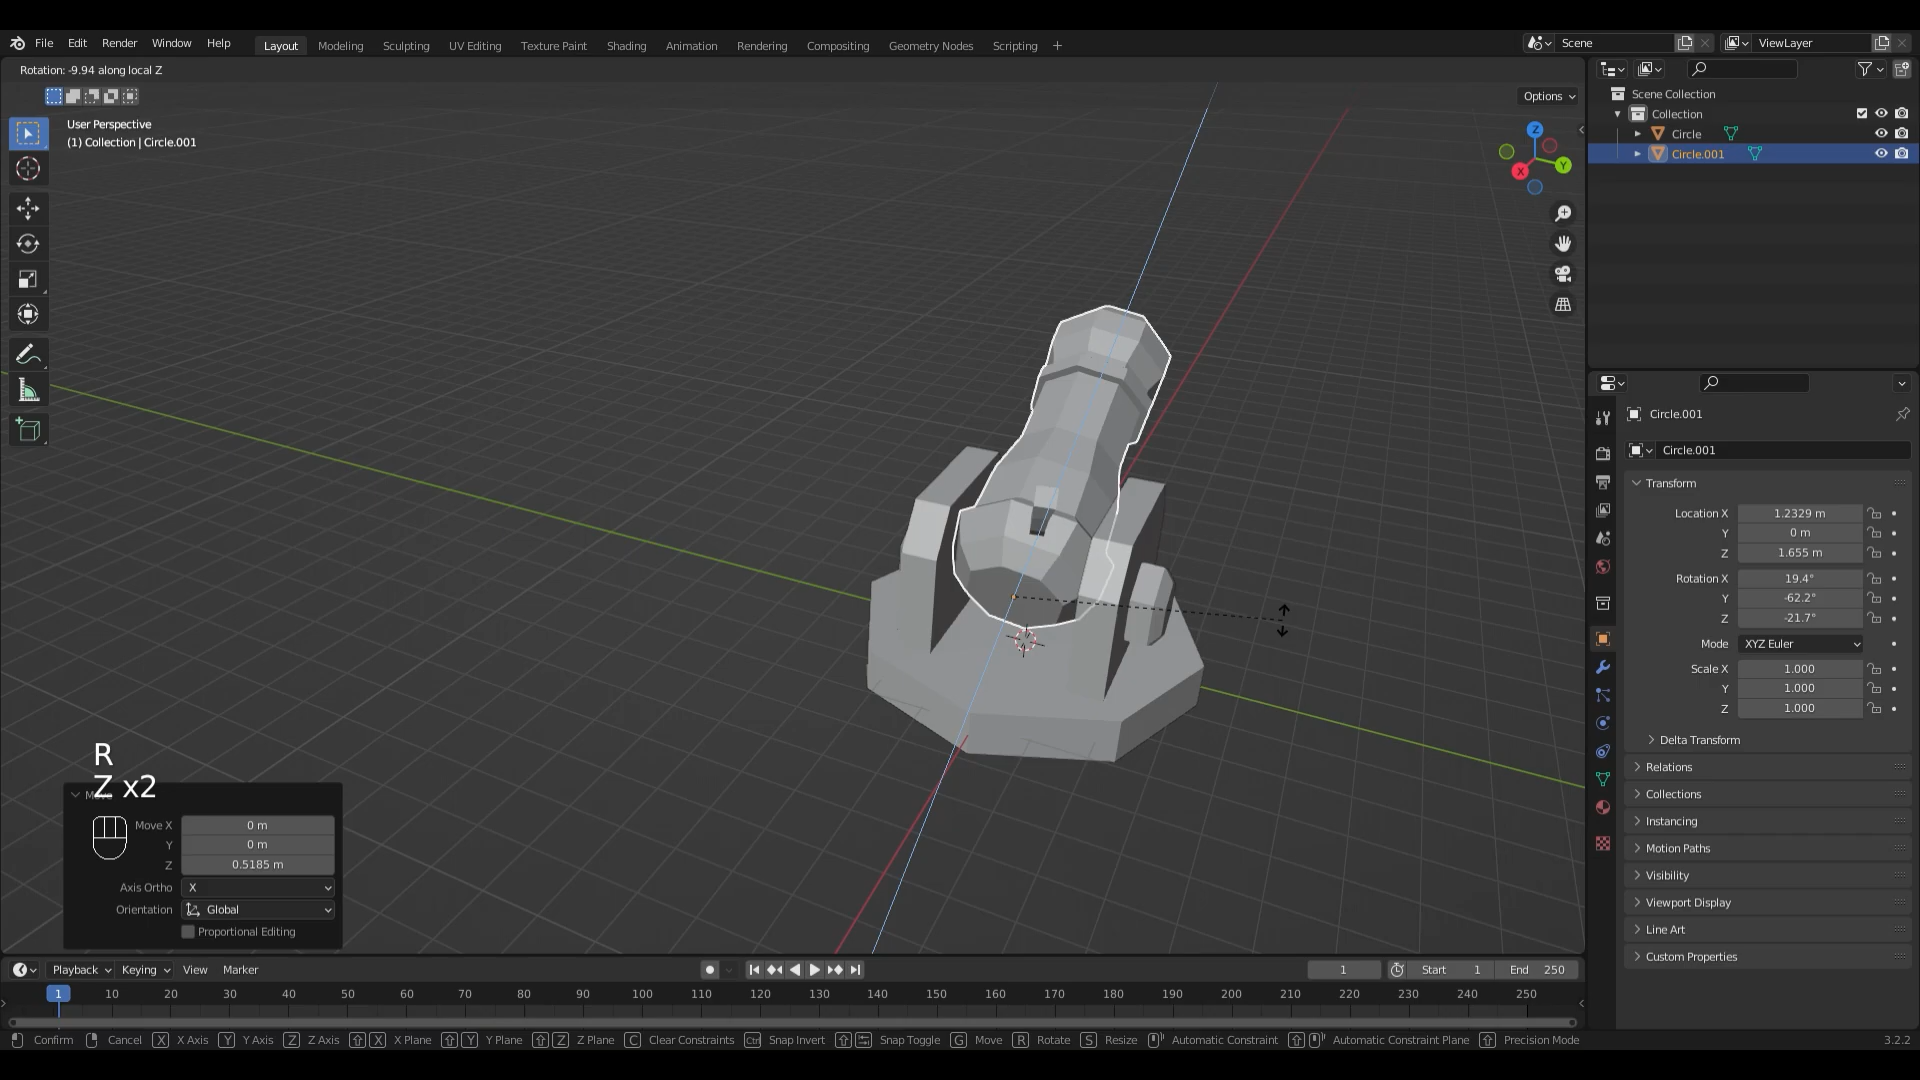 File Edit Render Window Help Layout Modeling Sculpting UV Editing Texture Paint Shading Animation Rendering Compositing Geometry Nodes Scripting + Scene ViewLayer
Rotation: -9.94 along local Z
Options
User Perspective
(1) Collection | Circle.001
Z
Y
X
Scene Collection
Collection
Circle
Circle.001
Circle.001
Circle.001
Transform
Location X 1.2329 m
Y 0 m
Z 1.655 m
Rotation X 19.4°
Y -62.2°
Z -21.7°
Mode XYZ Euler
Scale X 1.000
Y 1.000
Z 1.000
Delta Transform
Relations
Collections
Instancing
Motion Paths
Visibility
Viewport Display
Line Art
Custom Properties
R
Z x2
Move X 0 m
Y 0 m
Z 0.5185 m
Axis Ortho X
Orientation Global
Proportional Editing
Playback Keying View Marker 1 Start 1 End 250
1 10 20 30 40 50 60 70 80 90 100 110 120 130 140 150 160 170 180 190 200 210 220 230 240 250
Confirm Cancel X X Axis Y Y Axis Z Z Axis X X Plane Y Y Plane Z Z Plane C Clear Constraints Ctrl Snap Invert Snap Toggle G Move R Rotate S Resize Automatic Constraint Automatic Constraint Plane Precision Mode 3.2.2